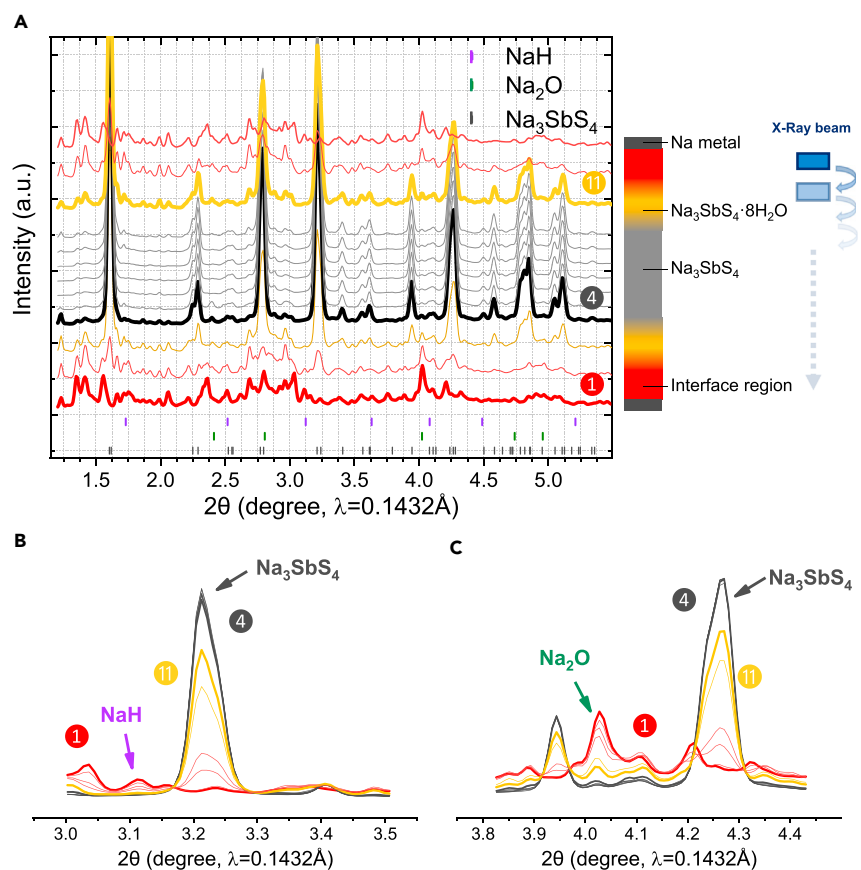 A
NaH
Na₂O
Na₃SbS₄
11
4
1
Intensity (a.u.)
1.5 2.0 2.5 3.0 3.5 4.0 4.5 5.0
2θ (degree, λ=0.1432Å)
Na metal
Na₃SbS₄·8H₂O
Na₃SbS₄
Interface region
X-Ray beam
B
Na₃SbS₄
4
11
NaH
1
3.0 3.1 3.2 3.3 3.4 3.5
2θ (degree, λ=0.1432Å)
C
Na₃SbS₄
4
Na₂O
11
1
3.8 3.9 4.0 4.1 4.2 4.3 4.4
2θ (degree, λ=0.1432Å)